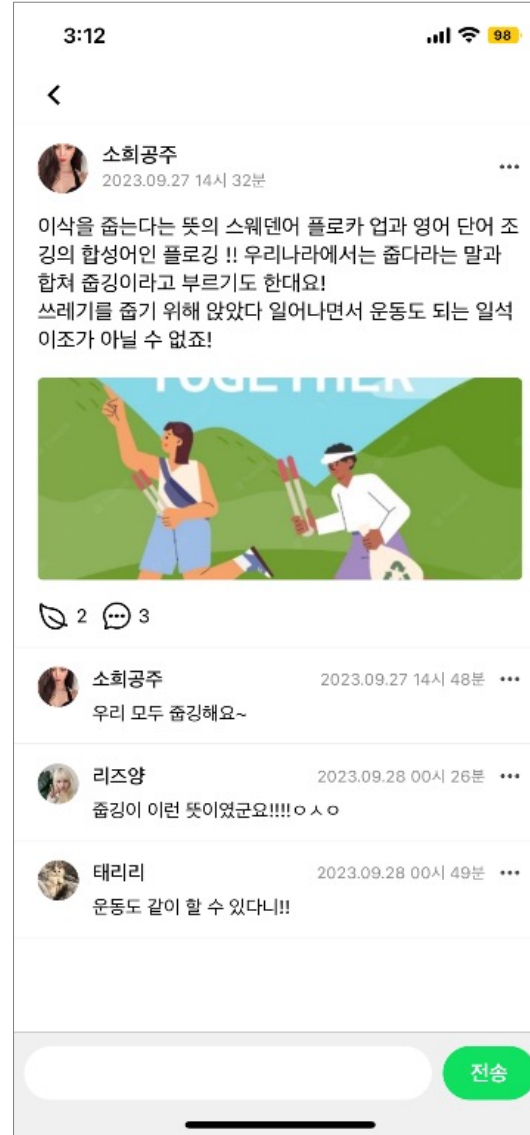 3:12
98
소희공주
2023.09.27 14시 32분
이삭을 줍는다는 뜻의 스웨덴어 플로카 업과 영어 단어 조
깅의 합성어인 플로깅 !! 우리나라에서는 줍다라는 말과
합쳐 줍깅이라고 부르기도 한대요!
쓰레기를 줍기 위해 앉았다 일어나면서 운동도 되는 일석
이조가 아닐 수 없죠!
TOGETHER
2 3
소희공주 2023.09.27 14시 48분
우리 모두 줍깅해요~
리즈양 2023.09.28 00시 26분
줍깅이 이런 뜻이였군요!!!!ㅇㅅㅇ
태리리 2023.09.28 00시 49분
운동도 같이 할 수 있다니!!
전송